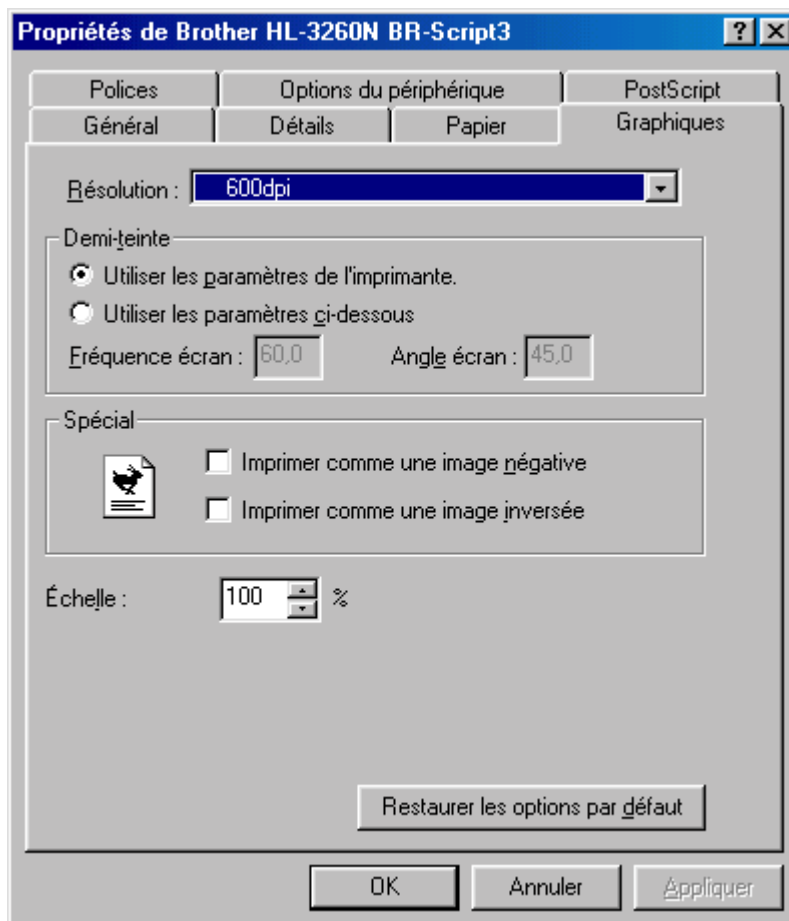 Propriétés de Brother HL-3260N BR-Script3
Polices Options du périphérique PostScript
Général Détails Papier Graphiques
Résolution : 600dpi
Demi-teinte
Utiliser les paramètres de l'imprimante.
Utiliser les paramètres ci-dessous
Fréquence écran : 60,0 Angle écran : 45,0
Spécial
Imprimer comme une image négative
Imprimer comme une image inversée
Échelle : 100 %
Restaurer les options par défaut
OK Annuler Appliquer